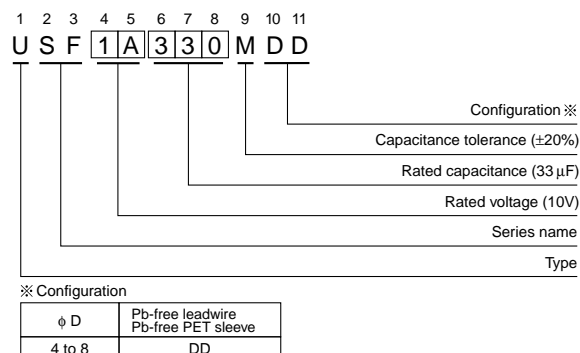 1 2 3 4 5 6 7 8 9 10 11
U S F 1 A 3 3 0 M D D
Configuration ※
Capacitance tolerance (±20%)
Rated capacitance (33 μF)
Rated voltage (10V)
Series name
Type
※ Configuration
ϕ D
Pb-free leadwire
Pb-free PET sleeve
4 to 8
DD